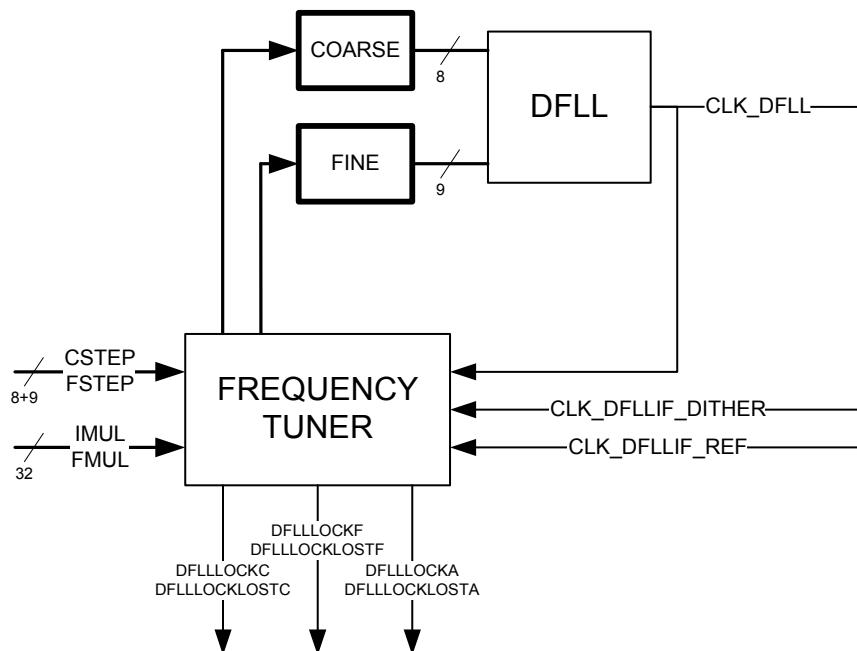 COARSE
8
DFLL
CLK_DFLL
FINE
9
CSTEP
FSTEP
8+9
FREQUENCY
TUNER
CLK_DFLLIF_DITHER
IMUL
FMUL
32
CLK_DFLLIF_REF
DFLLLOCKF
DFLLLOCKLOSTF
DFLLLOCKC
DFLLLOCKLOSTC
DFLLLOCKA
DFLLLOCKLOSTA